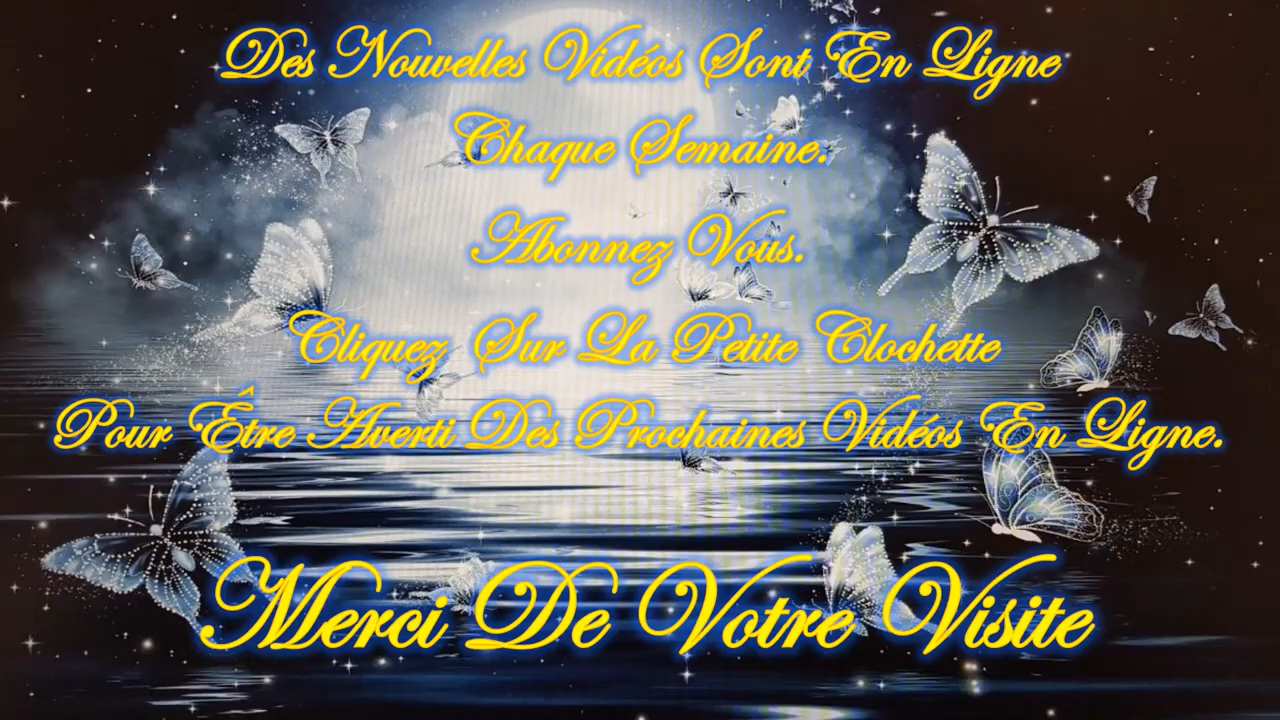 Des Nouvelles Vidéos Sont En Ligne
Chaque Semaine.
Abonnez Vous.
Cliquez Sur La Petite Clochette
Pour Être Averti Des Prochaines Vidéos En Ligne.
Merci De Votre Visite